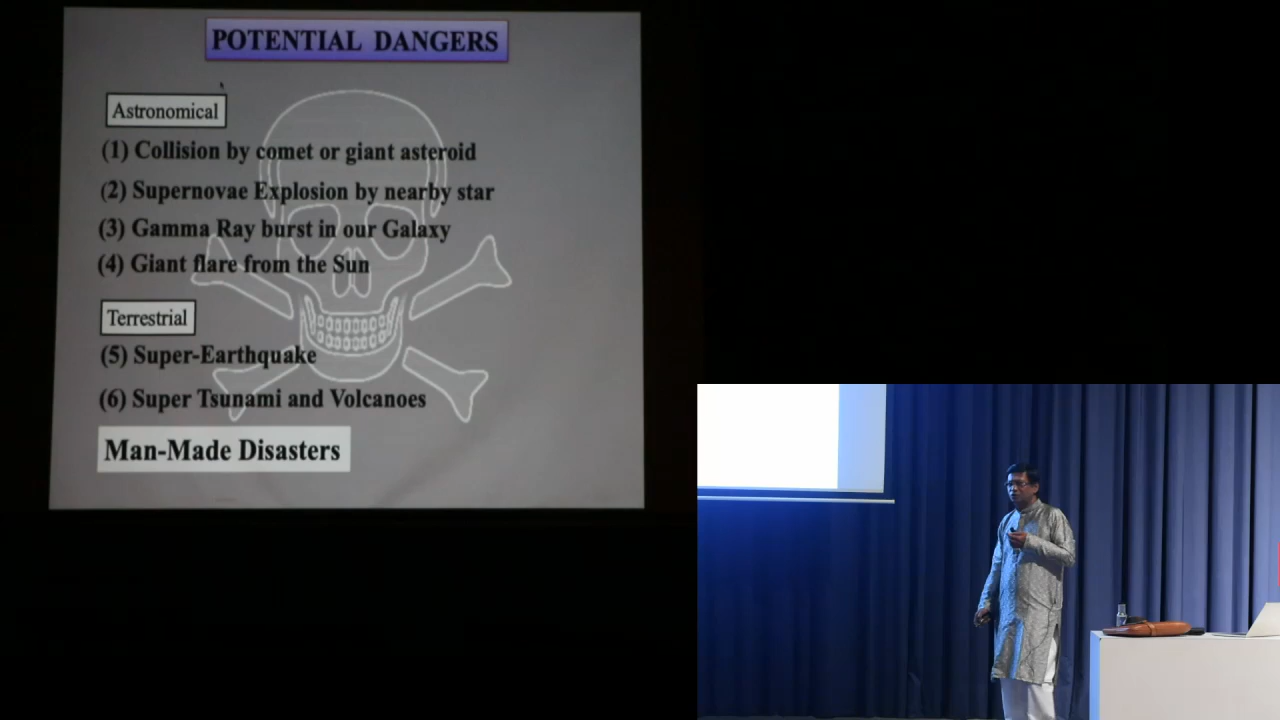 POTENTIAL DANGERS
Astronomical
(1) Collision by comet or giant asteroid
(2) Supernovae Explosion by nearby star
(3) Gamma Ray burst in our Galaxy
(4) Giant flare from the Sun
Terrestrial
(5) Super-Earthquake
(6) Super Tsunami and Volcanoes
Man-Made Disasters